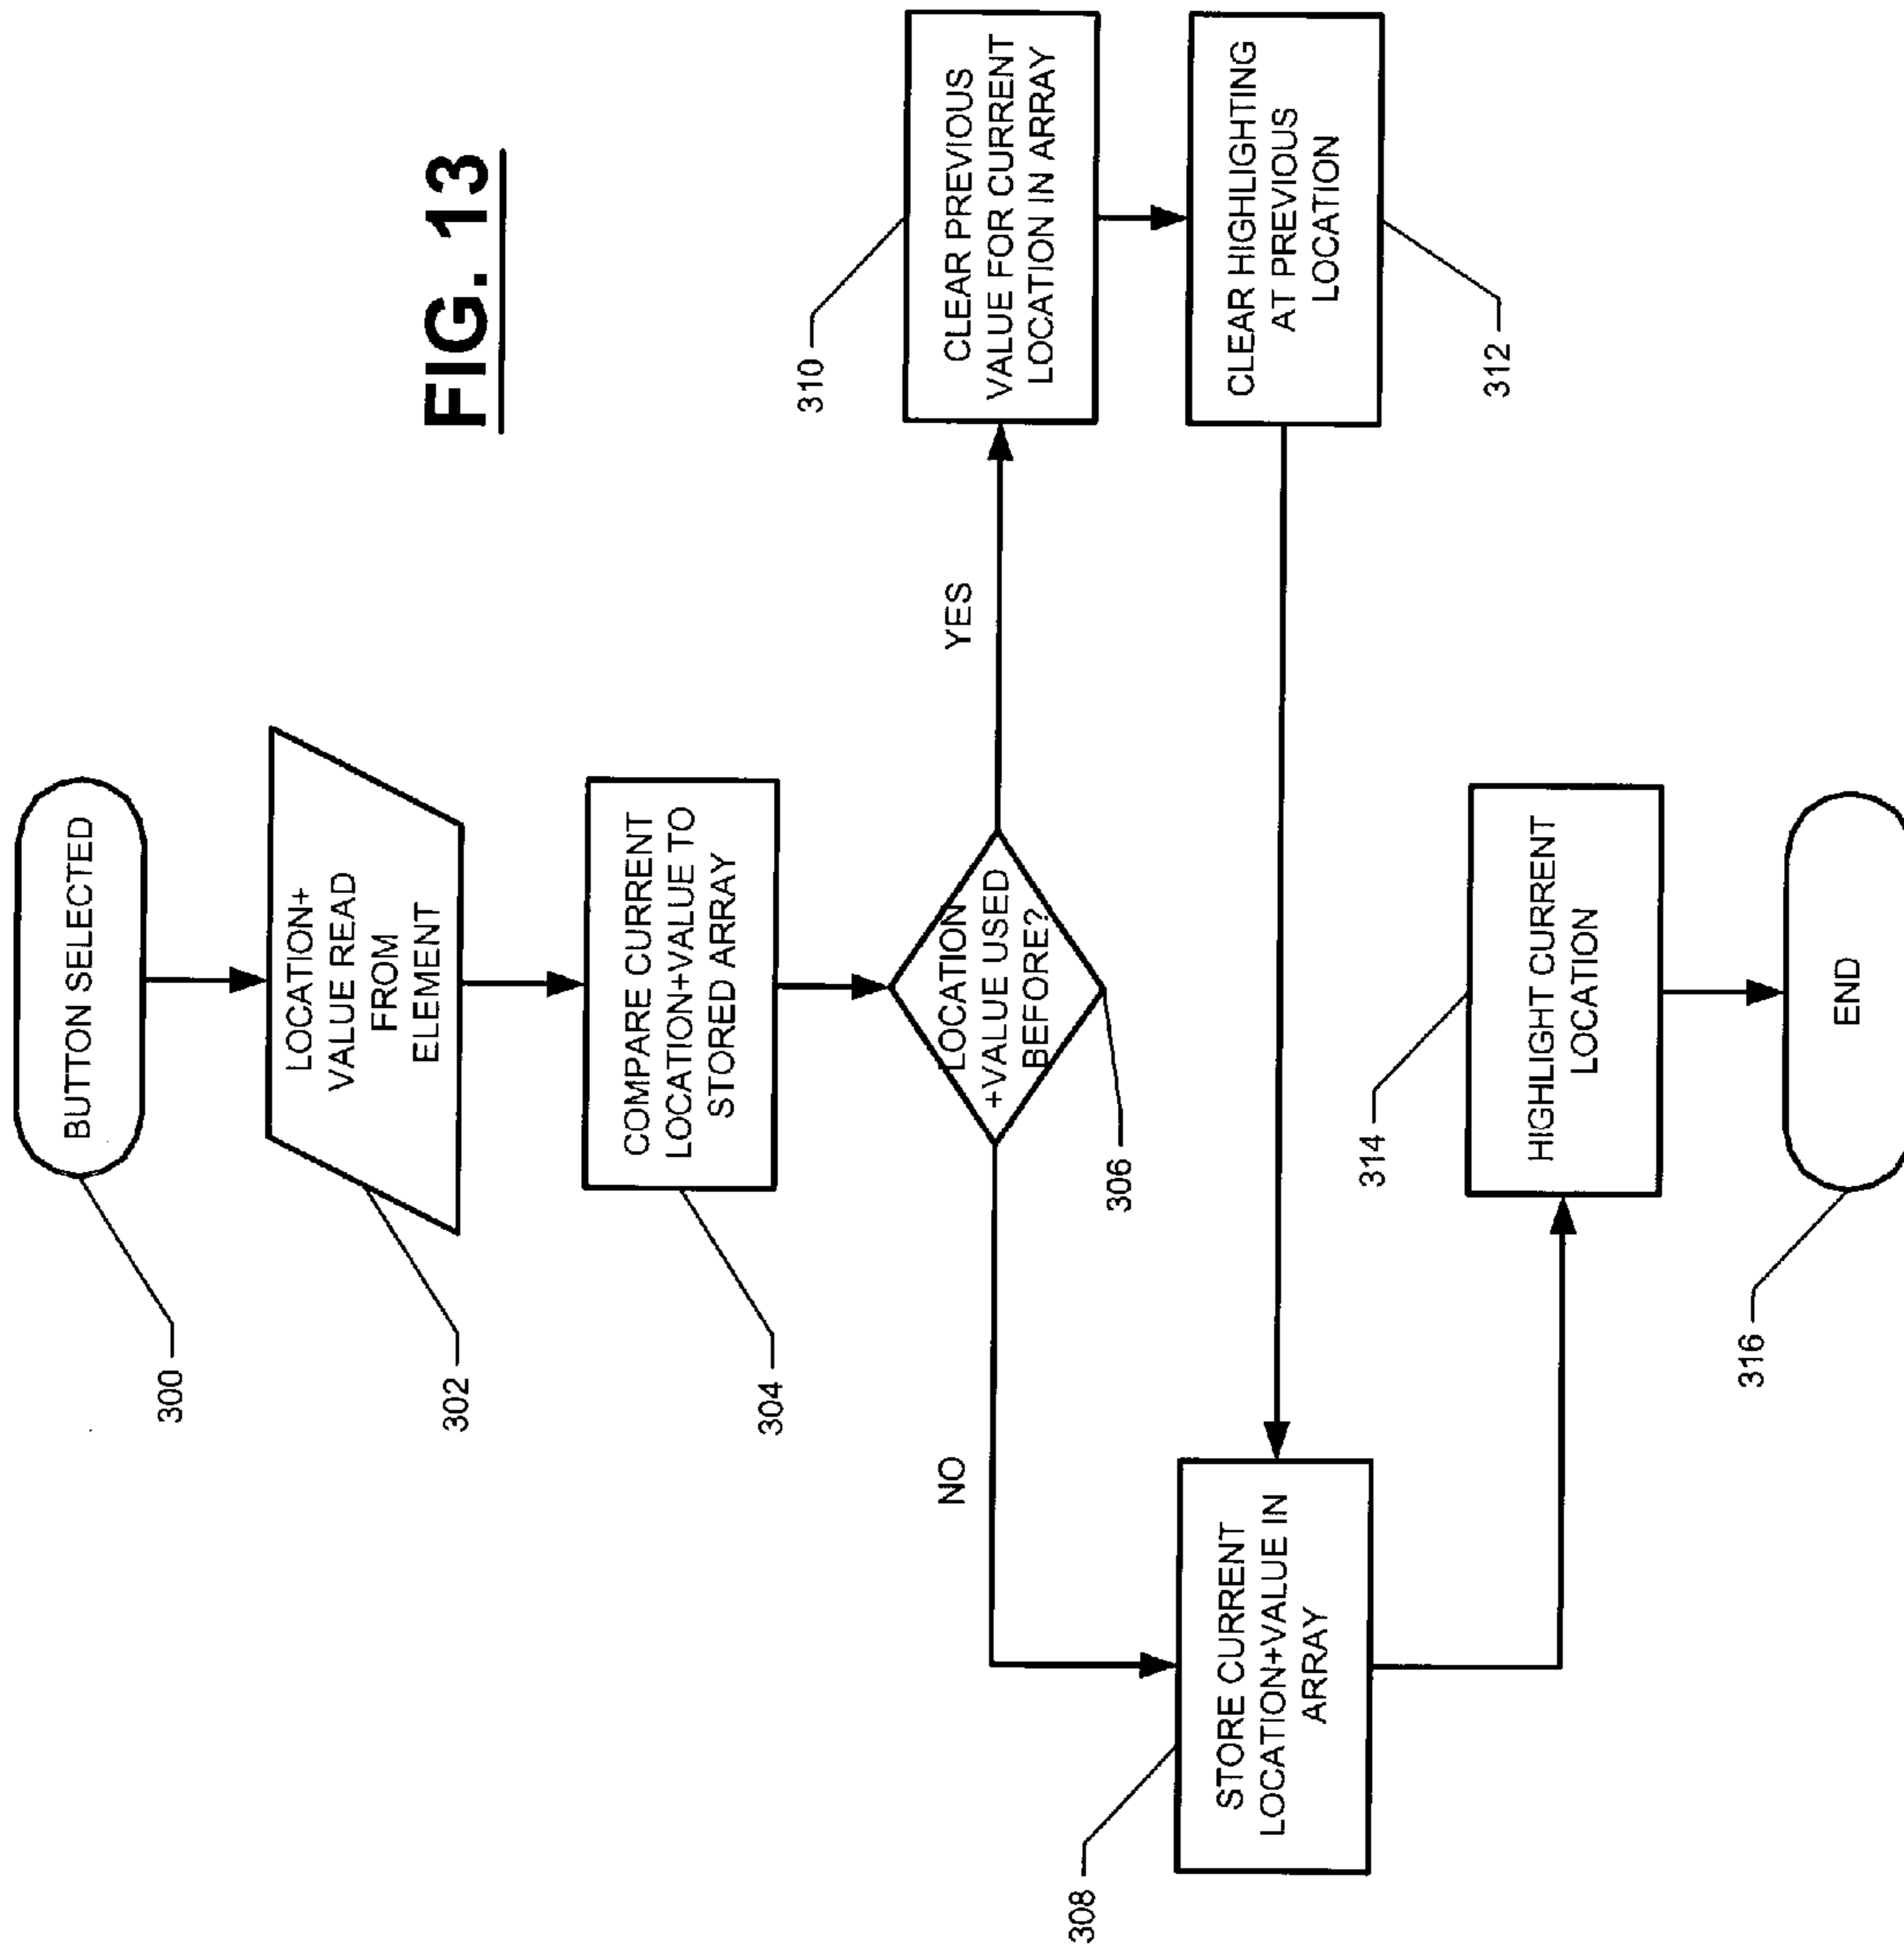 FIG. 13
BUTTON SELECTED
300
LOCATION+
VALUE READ
FROM
ELEMENT
302
COMPARE CURRENT
LOCATION+VALUE TO
STORED ARRAY
304
LOCATION
+VALUE USED
BEFORE?
306
NO
YES
310
CLEAR PREVIOUS
VALUE FOR CURRENT
LOCATION IN ARRAY
CLEAR HIGHLIGHTING
AT PREVIOUS
LOCATION
312
STORE CURRENT
LOCATION+VALUE IN
ARRAY
308
314
HIGHLIGHT CURRENT
LOCATION
END
316